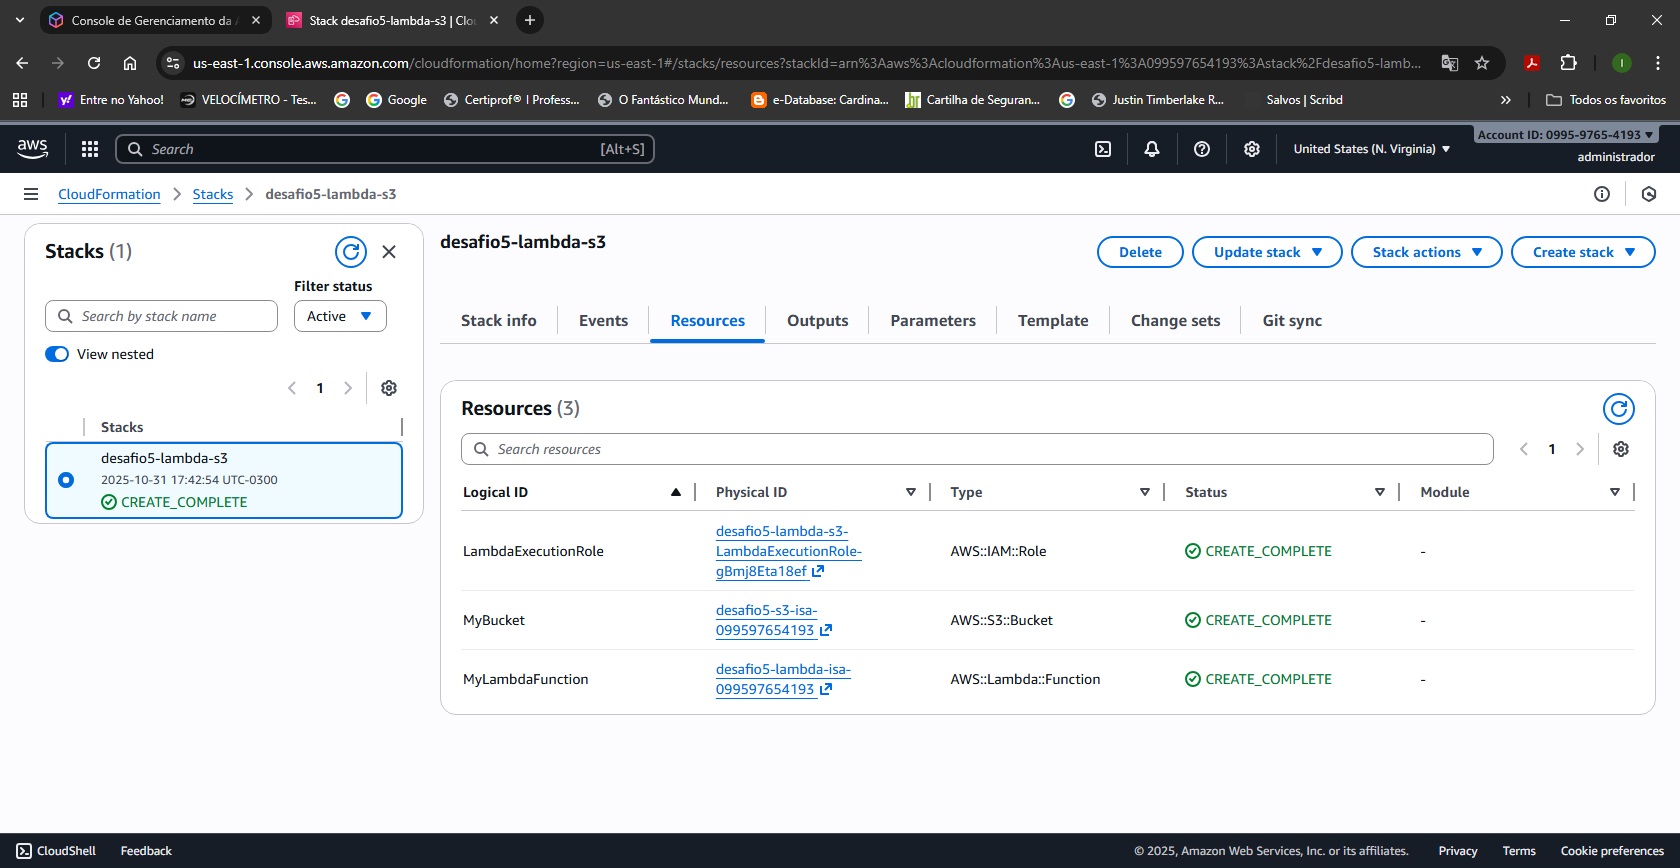 Console de Gerenciamento da A
Stack desafio5-lambda-s3 | Clou
us-east-1.console.aws.amazon.com/cloudformation/home?region=us-east-1#/stacks/resources?stackId=arn%3Aaws%3Acloudformation%3Aus-east-1%3A099597654193%3Astack%2Fdesafio5-lamb...
Entre no Yahoo!
VELOCÍMETRO - Tes...
Google
Certiprof® | Profess...
O Fantástico Mund...
e-Database: Cardina...
Cartilha de Seguran...
Justin Timberlake R...
Salvos | Scribd
»
Todos os favoritos
aws
Search
[Alt+S]
United States (N. Virginia)
Account ID: 0995-9765-4193
administrador
CloudFormation
Stacks
desafio5-lambda-s3
Stacks (1)
Filter status
Search by stack name
Active
View nested
1
Stacks
desafio5-lambda-s3
2025-10-31 17:42:54 UTC-0300
CREATE_COMPLETE
desafio5-lambda-s3
Delete
Update stack
Stack actions
Create stack
Stack info
Events
Resources
Outputs
Parameters
Template
Change sets
Git sync
Resources (3)
Search resources
1
Logical ID
Physical ID
Type
Status
Module
LambdaExecutionRole
desafio5-lambda-s3-
LambdaExecutionRole-
gBmj8Eta18ef
AWS::IAM::Role
CREATE_COMPLETE
-
MyBucket
desafio5-s3-isa-
099597654193
AWS::S3::Bucket
CREATE_COMPLETE
-
MyLambdaFunction
desafio5-lambda-isa-
099597654193
AWS::Lambda::Function
CREATE_COMPLETE
-
CloudShell
Feedback
© 2025, Amazon Web Services, Inc. or its affiliates.
Privacy
Terms
Cookie preferences